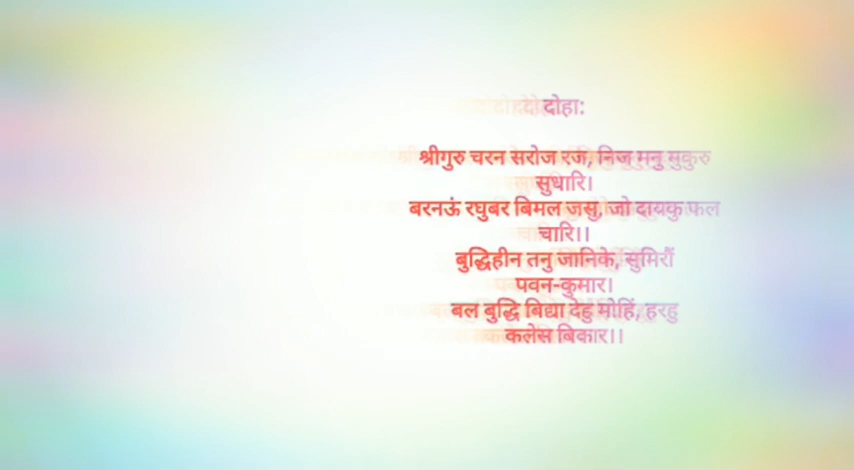 दोहा:
श्रीगुरु चरन सरोज रज, निज मनु मुकुरु
सुधारि।
बरनऊं रघुबर बिमल जसु, जो दायकु फल
चारि।।
बुद्धिहीन तनु जानिके, सुमिरौं
पवन-कुमार।
बल बुद्धि बिद्या देहु मोहिं, हरहु
कलेस बिकार।।